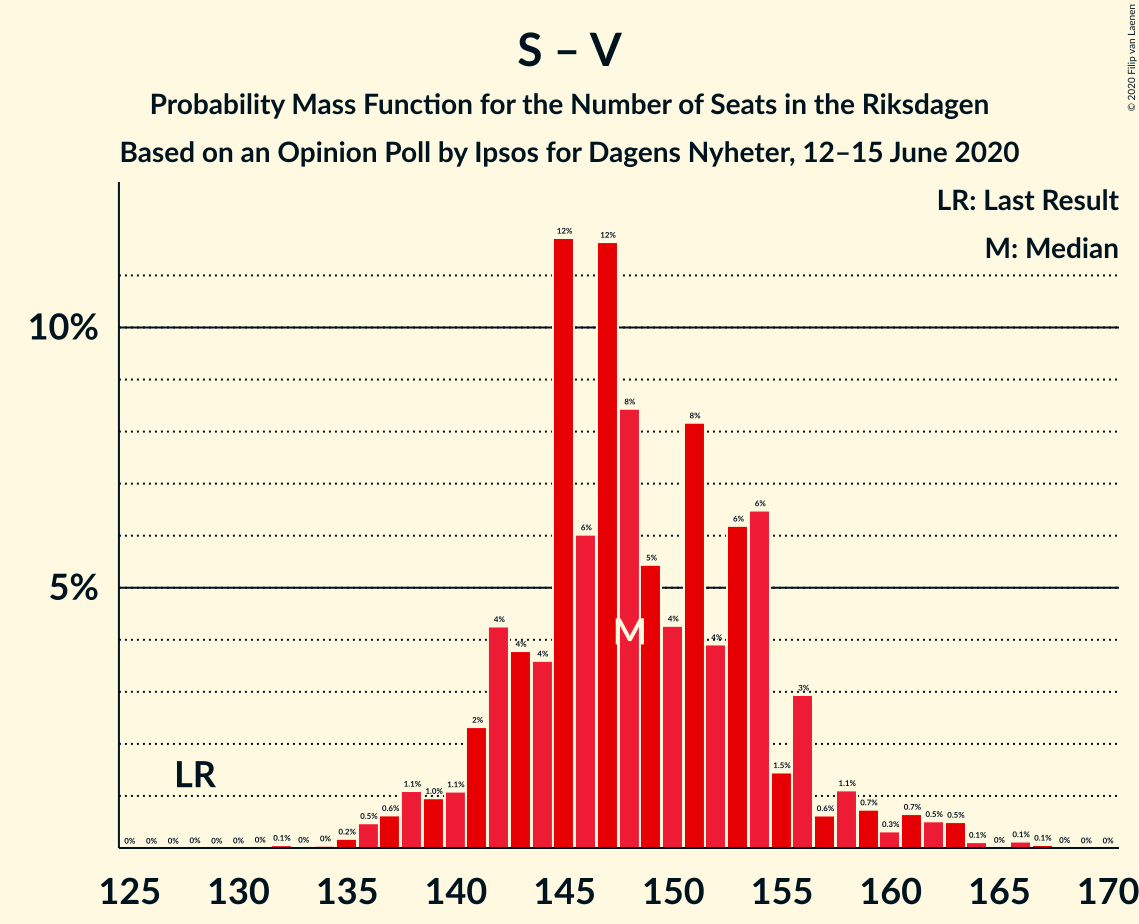 S – V
Probability Mass Function for the Number of Seats in the Riksdagen
Based on an Opinion Poll by Ipsos for Dagens Nyheter, 12–15 June 2020
© 2020 Filip van Laenen
LR: Last Result
M: Median
10%
5%
LR
M
0% 0% 0% 0% 0% 0% 0% 0.1% 0% 0% 0.2% 0.5% 0.6% 1.1% 1.0% 1.1% 2% 4% 4% 4% 12% 6% 12% 8% 5% 4% 8% 4% 6% 6% 1.5% 3% 0.6% 1.1% 0.7% 0.3% 0.7% 0.5% 0.5% 0.1% 0% 0.1% 0.1% 0% 0% 0%
125 130 135 140 145 150 155 160 165 170